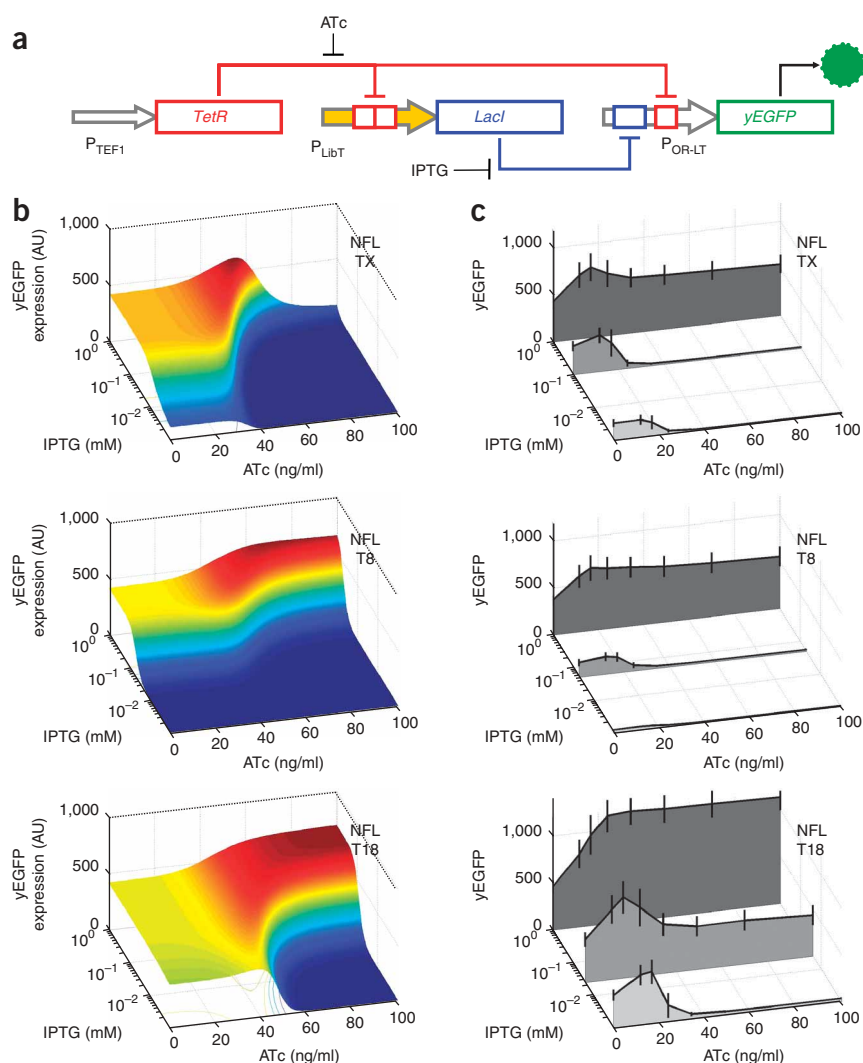 a
ATc
TetR
LacI
yEGFP
P_TEF1
P_LibT
P_OR-LT
IPTG
b
yEGFP
expression (AU)
1,000
500
0
10^0
10^-1
10^-2
IPTG (mM)
0
20
40
60
80
100
ATc (ng/ml)
NFL
TX
yEGFP
expression (AU)
1,000
500
0
10^0
10^-1
10^-2
IPTG (mM)
0
20
40
60
80
100
ATc (ng/ml)
NFL
T8
yEGFP
expression (AU)
1,000
500
0
10^0
10^-1
10^-2
IPTG (mM)
0
20
40
60
80
100
ATc (ng/ml)
NFL
T18
c
yEGFP
1,000
500
0
10^0
10^-1
10^-2
IPTG (mM)
0
20
40
60
80
100
ATc (ng/ml)
NFL
TX
yEGFP
1,000
500
0
10^0
10^-1
10^-2
IPTG (mM)
0
20
40
60
80
100
ATc (ng/ml)
NFL
T8
yEGFP
1,000
500
0
10^0
10^-1
10^-2
IPTG (mM)
0
20
40
60
80
100
ATc (ng/ml)
NFL
T18